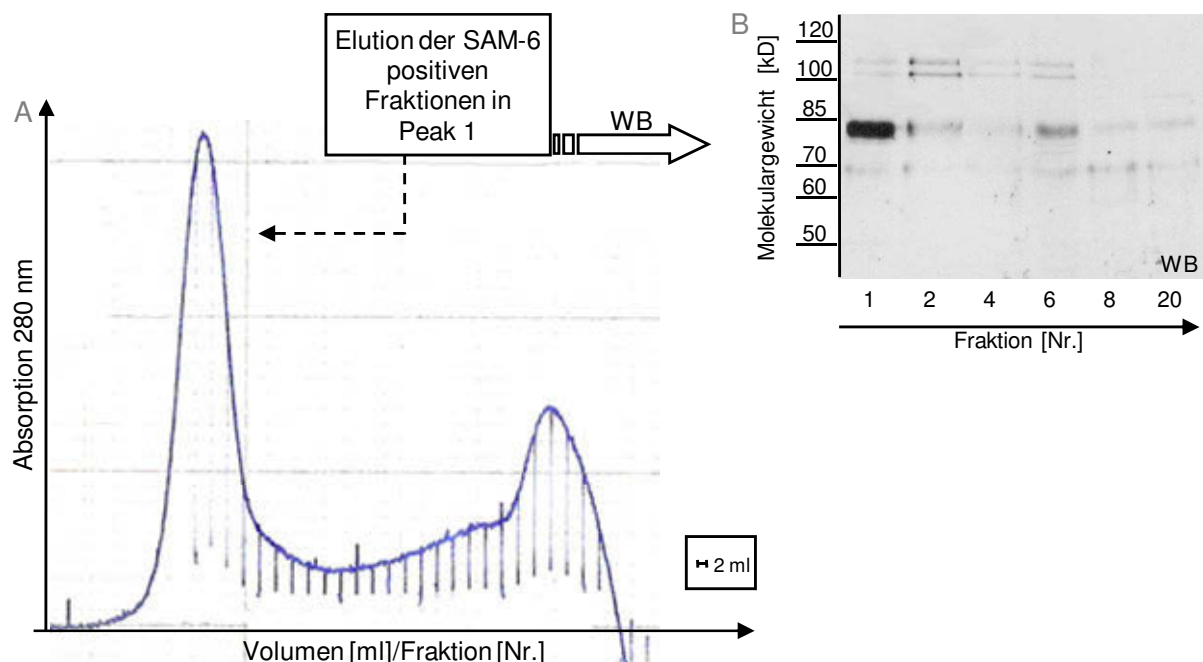 A
Absorption 280 nm
Elution der SAM-6
positiven
Fraktionen in
Peak 1
WB
2 ml
Volumen [ml]/Fraktion [Nr.]
B
Molekulargewicht [kD]
120
100
85
70
60
50
WB
1 2 4 6 8 20
Fraktion [Nr.]